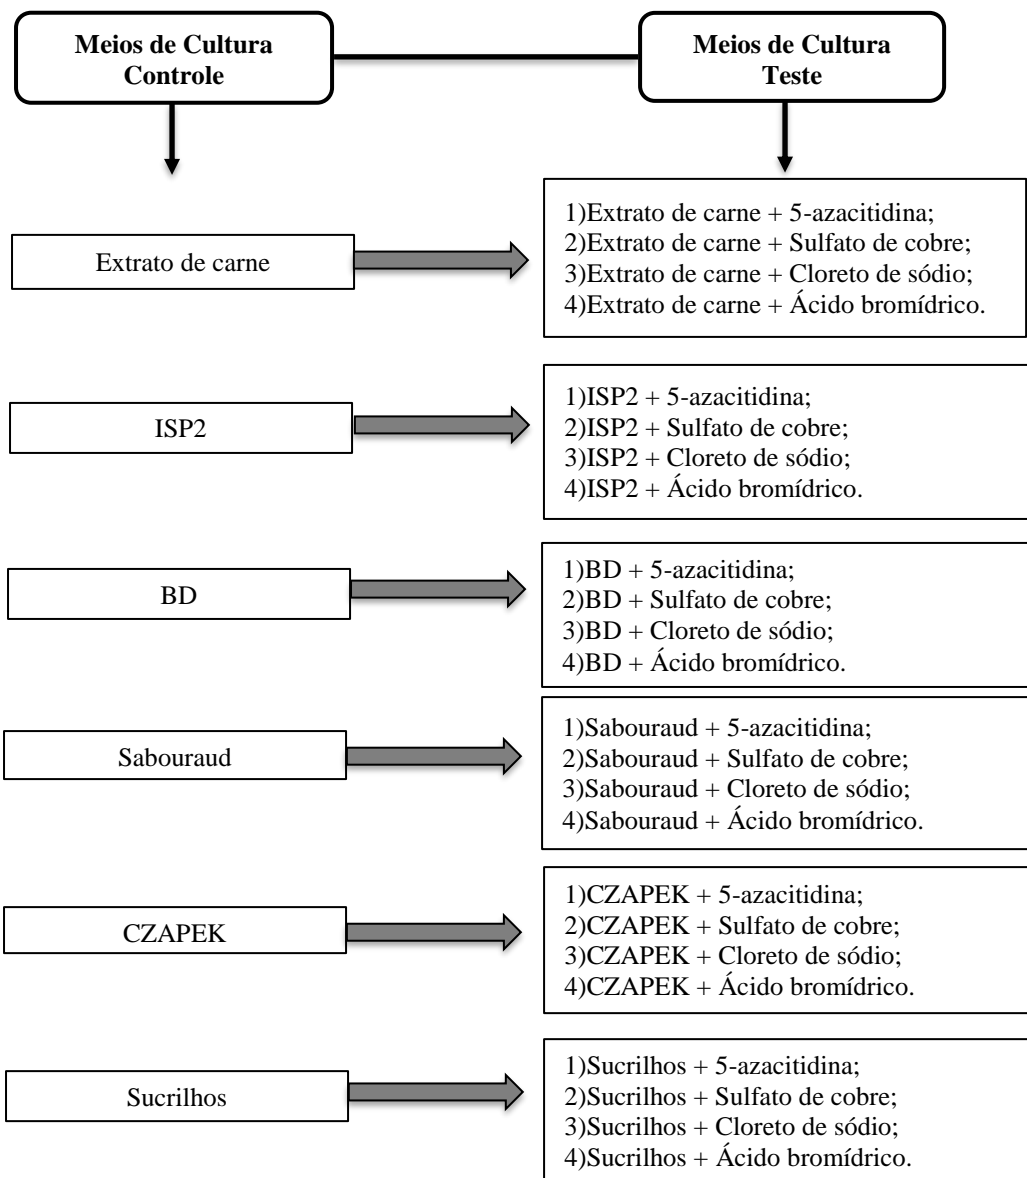 Meios de Cultura
Controle
Meios de Cultura
Teste
Extrato de carne
1)Extrato de carne + 5-azacitidina;
2)Extrato de carne + Sulfato de cobre;
3)Extrato de carne + Cloreto de sódio;
4)Extrato de carne + Ácido bromídrico.
ISP2
1)ISP2 + 5-azacitidina;
2)ISP2 + Sulfato de cobre;
3)ISP2 + Cloreto de sódio;
4)ISP2 + Ácido bromídrico.
BD
1)BD + 5-azacitidina;
2)BD + Sulfato de cobre;
3)BD + Cloreto de sódio;
4)BD + Ácido bromídrico.
Sabouraud
1)Sabouraud + 5-azacitidina;
2)Sabouraud + Sulfato de cobre;
3)Sabouraud + Cloreto de sódio;
4)Sabouraud + Ácido bromídrico.
CZAPEK
1)CZAPEK + 5-azacitidina;
2)CZAPEK + Sulfato de cobre;
3)CZAPEK + Cloreto de sódio;
4)CZAPEK + Ácido bromídrico.
Sucrilhos
1)Sucrilhos + 5-azacitidina;
2)Sucrilhos + Sulfato de cobre;
3)Sucrilhos + Cloreto de sódio;
4)Sucrilhos + Ácido bromídrico.